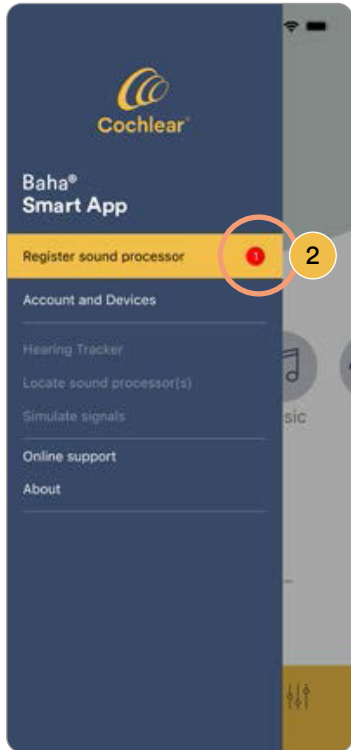 Cochlear®
Baha®
Smart App
Register sound processor 1
2
Account and Devices
Hearing Tracker
Locate sound processor(s)
Simulate signals
sic
Online support
About